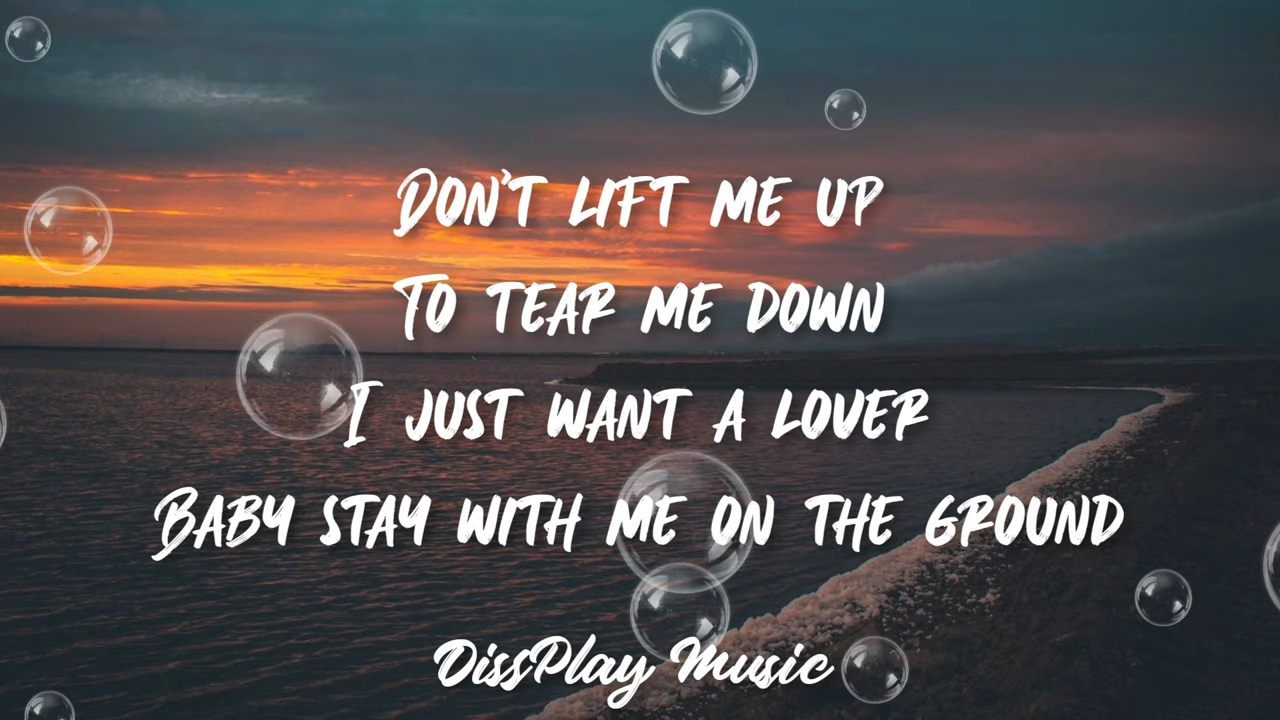 Don't lift me up
To tear me down
I just want a lover
Baby stay with me on the ground
DissPlay Music